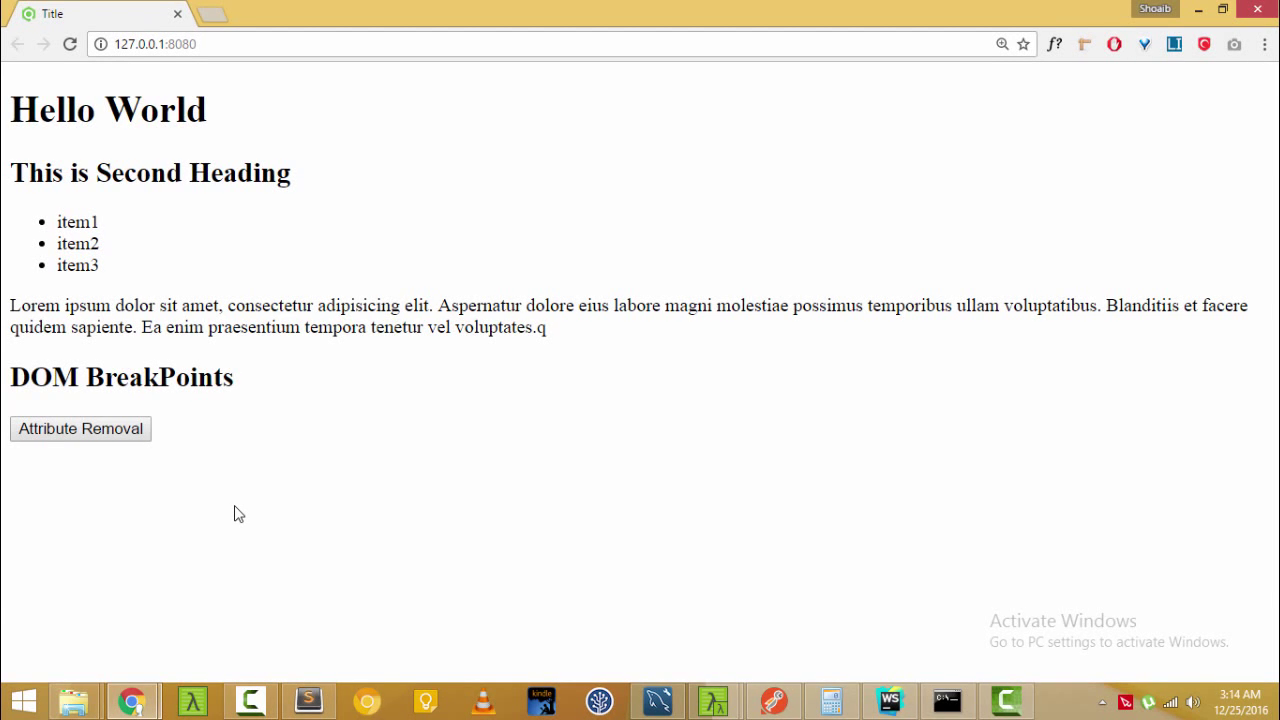 Title
Shoaib
127.0.0.1:8080
f?
LI
Hello World
This is Second Heading
item1
item2
item3
Lorem ipsum dolor sit amet, consectetur adipisicing elit. Aspernatur dolore eius labore magni molestiae possimus temporibus ullam voluptatibus. Blanditiis et facere
quidem sapiente. Ea enim praesentium tempora tenetur vel voluptates.q
DOM BreakPoints
Attribute Removal
Activate Windows
Go to PC settings to activate Windows.
kindle
WS
3:14 AM
12/25/2016